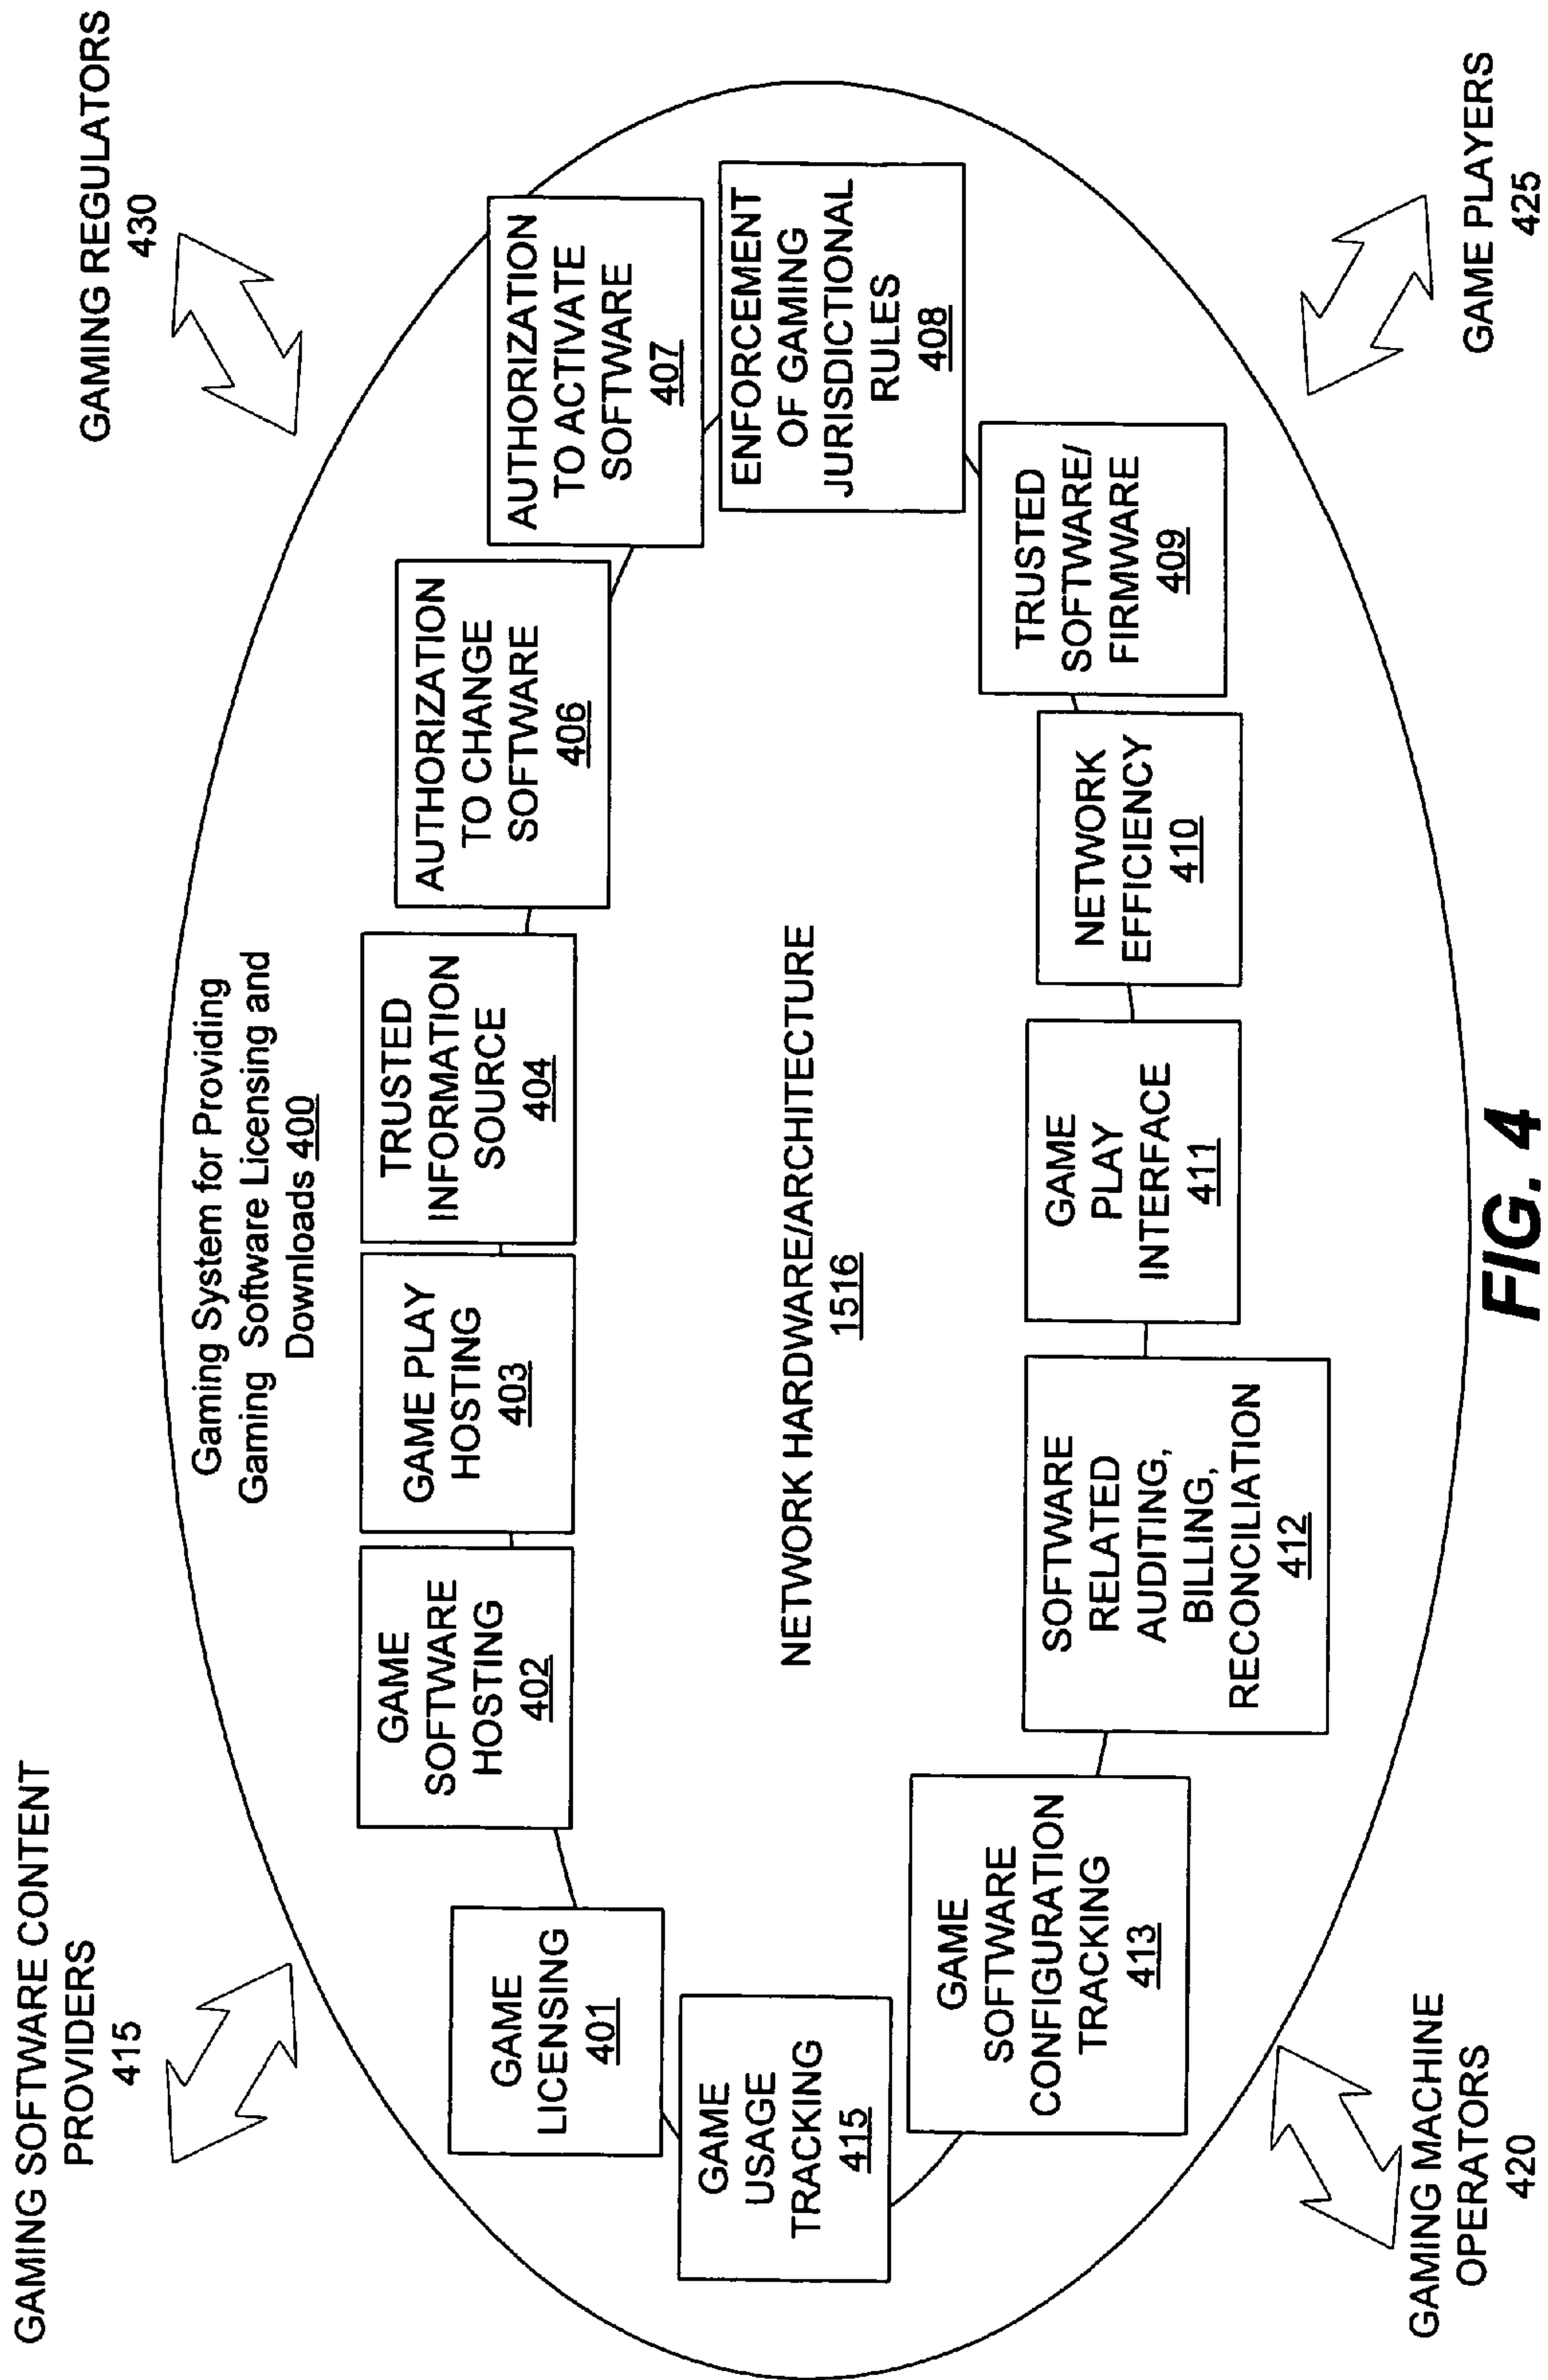 GAMING SOFTWARE CONTENT
PROVIDERS
415
GAMING REGULATORS
430
Gaming System for Providing
Gaming Software Licensing and
Downloads 400
GAME
LICENSING
401
GAME
SOFTWARE
HOSTING
402
GAME PLAY
HOSTING
403
TRUSTED
INFORMATION
SOURCE
404
AUTHORIZATION
TO CHANGE
SOFTWARE
406
AUTHORIZATION
TO ACTIVATE
SOFTWARE
407
ENFORCEMENT
OF GAMING
JURISDICTIONAL
RULES
408
NETWORK HARDWARE/ARCHITECTURE
1516
GAME
USAGE
TRACKING
415
GAME
SOFTWARE
CONFIGURATION
TRACKING
413
SOFTWARE
RELATED
AUDITING,
BILLING,
RECONCILIATION
412
GAME
PLAY
INTERFACE
411
NETWORK
EFFICIENCY
410
TRUSTED
SOFTWARE/
FIRMWARE
409
GAMING MACHINE
OPERATORS
420
GAME PLAYERS
425
FIG. 4